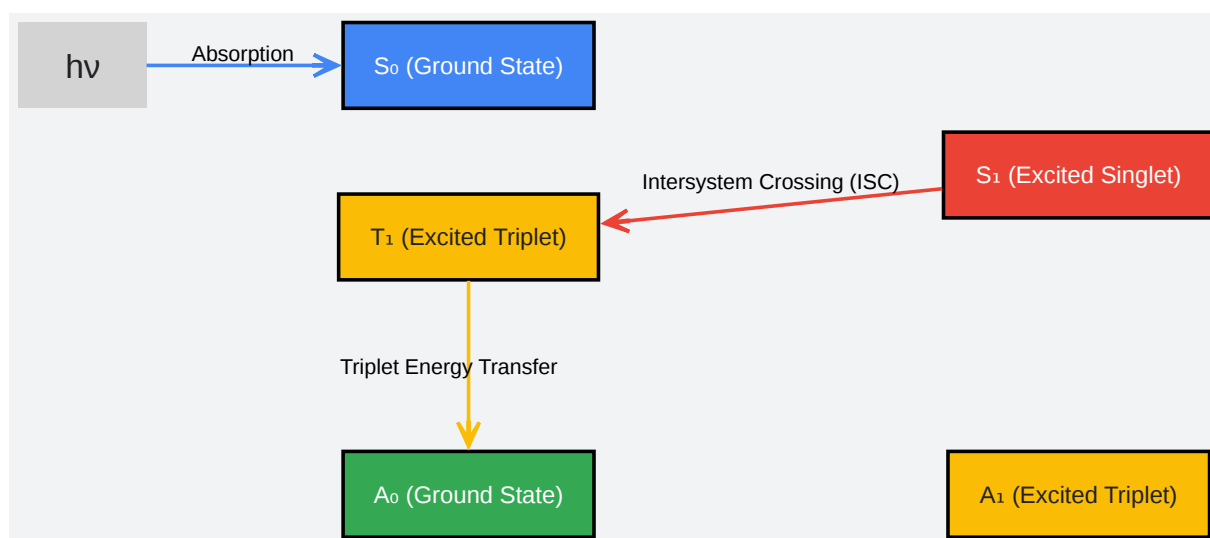 hν
Absorption
S₀ (Ground State)
S₁ (Excited Singlet)
Intersystem Crossing (ISC)
T₁ (Excited Triplet)
Triplet Energy Transfer
A₀ (Ground State)
A₁ (Excited Triplet)